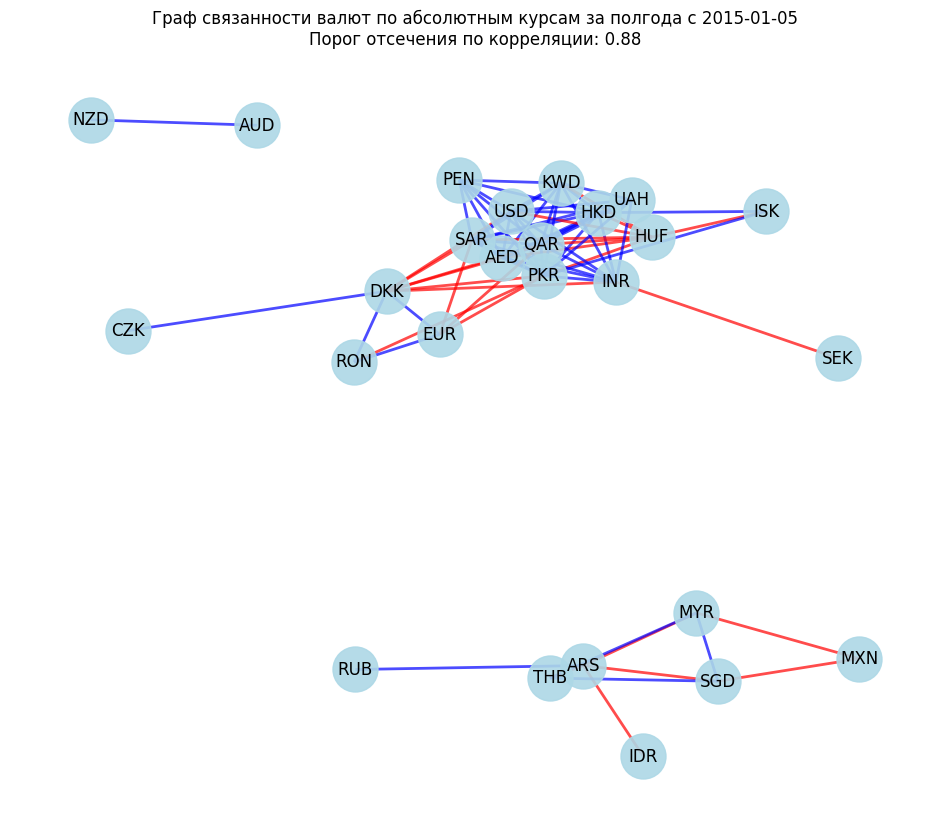 Граф связанности валют по абсолютным курсам за полгода с 2015-01-05
Порог отсечения по корреляции: 0.88
NZD
AUD
PEN
KWD
UAH
USD
HKD
ISK
SAR
QAR
HUF
AED
PKR
INR
DKK
CZK
EUR
RON
SEK
MYR
RUB
ARS
MXN
THB
SGD
IDR